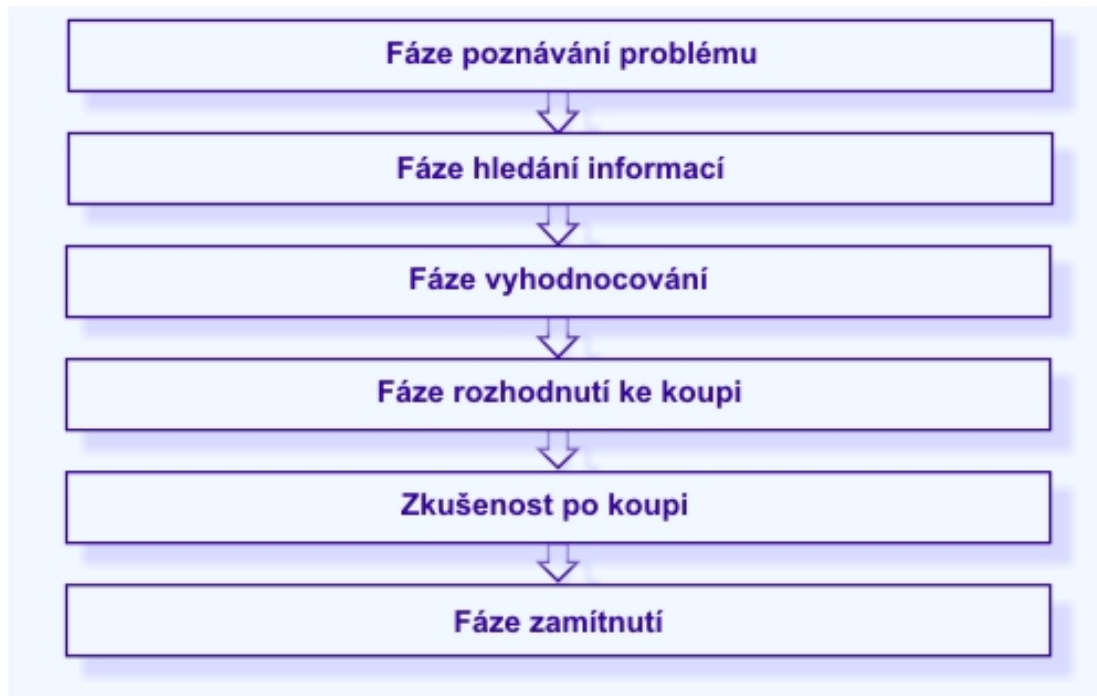 Fáze poznávání problému
Fáze hledání informací
Fáze vyhodnocování
Fáze rozhodnutí ke koupi
Zkušenost po koupi
Fáze zamítnutí